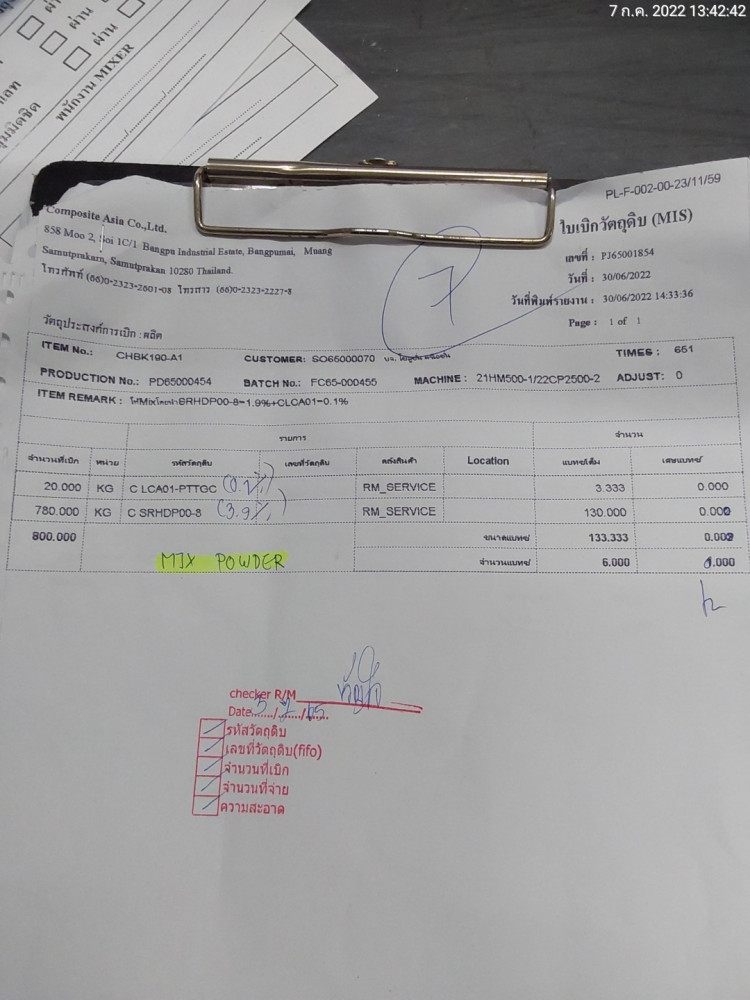 7 ก.ค. 2022 13:42:42
ผ่าน
ผ่าน
ผ่าน
พนักงาน MIXER
PL-F-002-00-23/11/59
Composite Asia Co.,Ltd.
858 Moo 2, Soi 1C/1 Bangpu Industrial Estate, Bangpumai, Muang
Samutprakarn, Samutprakan 10280 Thailand.
โทรศัพท์ (66)0-2323-2601-08 โทรสาร (66)0-2323-2227-8
ใบเบิกวัตถุดิบ (MIS)
เลขที่ : PJ65001854
วันที่ : 30/06/2022
วันที่พิมพ์รายงาน : 30/06/2022 14:33:36
Page : 1 of 1
7
วัตถุประสงค์การเบิก : ผลิต
ITEM No.: CHBK190-A1 CUSTOMER: SO65000070 TIMES : 651
PRODUCTION No.: PD65000454 BATCH No.: FC65-000455 MACHINE : 21HM500-1/22CP2500-2 ADJUST: 0
ITEM REMARK : SRHDP00-8=1.9%+CLCA01=0.1%
รายการ จำนวน
จำนวนที่เบิก หน่วย รหัสวัตถุดิบ เลขที่วัตถุดิบ คลังสินค้า Location แบทช์เต็ม เศษแบทช์
20.000 KG C LCA01-PTTGC (0.1%) RM_SERVICE 3.333 0.000
780.000 KG C SRHDP00-8 (3.9%) RM_SERVICE 130.000 0.000
800.000 ขนาดแบทช์ 133.333 0.002
MIX POWDER จำนวนแบทช์ 6.000 1.000
checker R/M
Date 5/7/65
รหัสวัตถุดิบ
เลขที่วัตถุดิบ(fifo)
จำนวนที่เบิก
จำนวนที่จ่าย
ความสะอาด